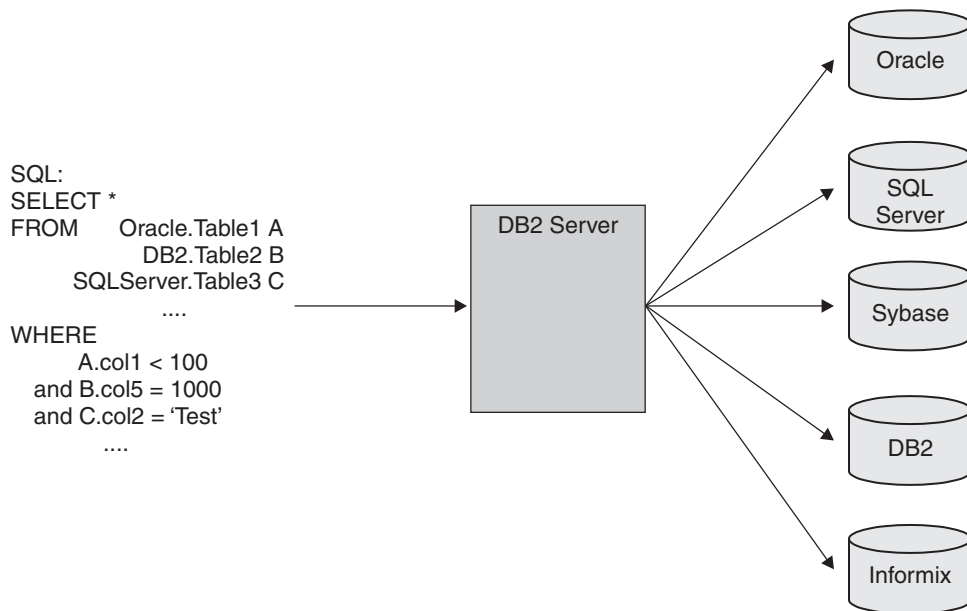 SQL:
SELECT *
FROM Oracle.Table1 A
DB2.Table2 B
SQLServer.Table3 C
....
WHERE
A.col1 < 100
and B.col5 = 1000
and C.col2 = ‘Test’
....
DB2 Server
Oracle
SQL
Server
Sybase
DB2
Informix